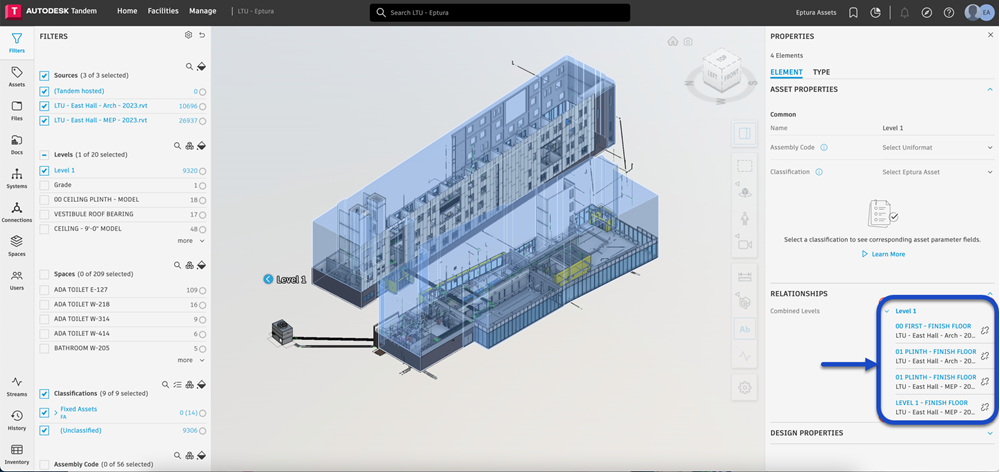 AUTODESK Tandem
Home
Facilities
Manage
LTU - Eptura
Search LTU - Eptura
Eptura Assets
EA
Filters
Assets
Files
Docs
Systems
Connections
Spaces
Users
Streams
History
Inventory
FILTERS
Sources (3 of 3 selected)
(Tandem hosted) 0
LTU - East Hall - Arch - 2023.rvt 10696
LTU - East Hall - MEP - 2023.rvt 26937
Levels (1 of 20 selected)
Level 1 9320
Grade 1
00 CEILING PLINTH - MODEL 18
VESTIBULE ROOF BEARING 17
CEILING - 9'-0" MODEL 48
more
Spaces (0 of 209 selected)
ADA TOILET E-127 109
ADA TOILET W-218 16
ADA TOILET W-314 9
ADA TOILET W-414 6
BATHROOM W-205 5
more
Classifications (9 of 9 selected)
Fixed Assets 0 (14)
FA
(Unclassified) 9306
Assembly Code (0 of 56 selected)
Level 1
LEFT
FRONT
Ab
PROPERTIES
4 Elements
ELEMENT TYPE
ASSET PROPERTIES
Common
Name Level 1
Assembly Code Select Uniformat
Classification Select Eptura Asset
Select a classification to see corresponding asset parameter fields.
Learn More
RELATIONSHIPS
Combined Levels Level 1
00 FIRST - FINISH FLOOR
LTU - East Hall - Arch - 20...
01 PLINTH - FINISH FLOOR
LTU - East Hall - Arch - 20...
01 PLINTH - FINISH FLOOR
LTU - East Hall - MEP - 20...
LEVEL 1 - FINISH FLOOR
LTU - East Hall - MEP - 20...
DESIGN PROPERTIES